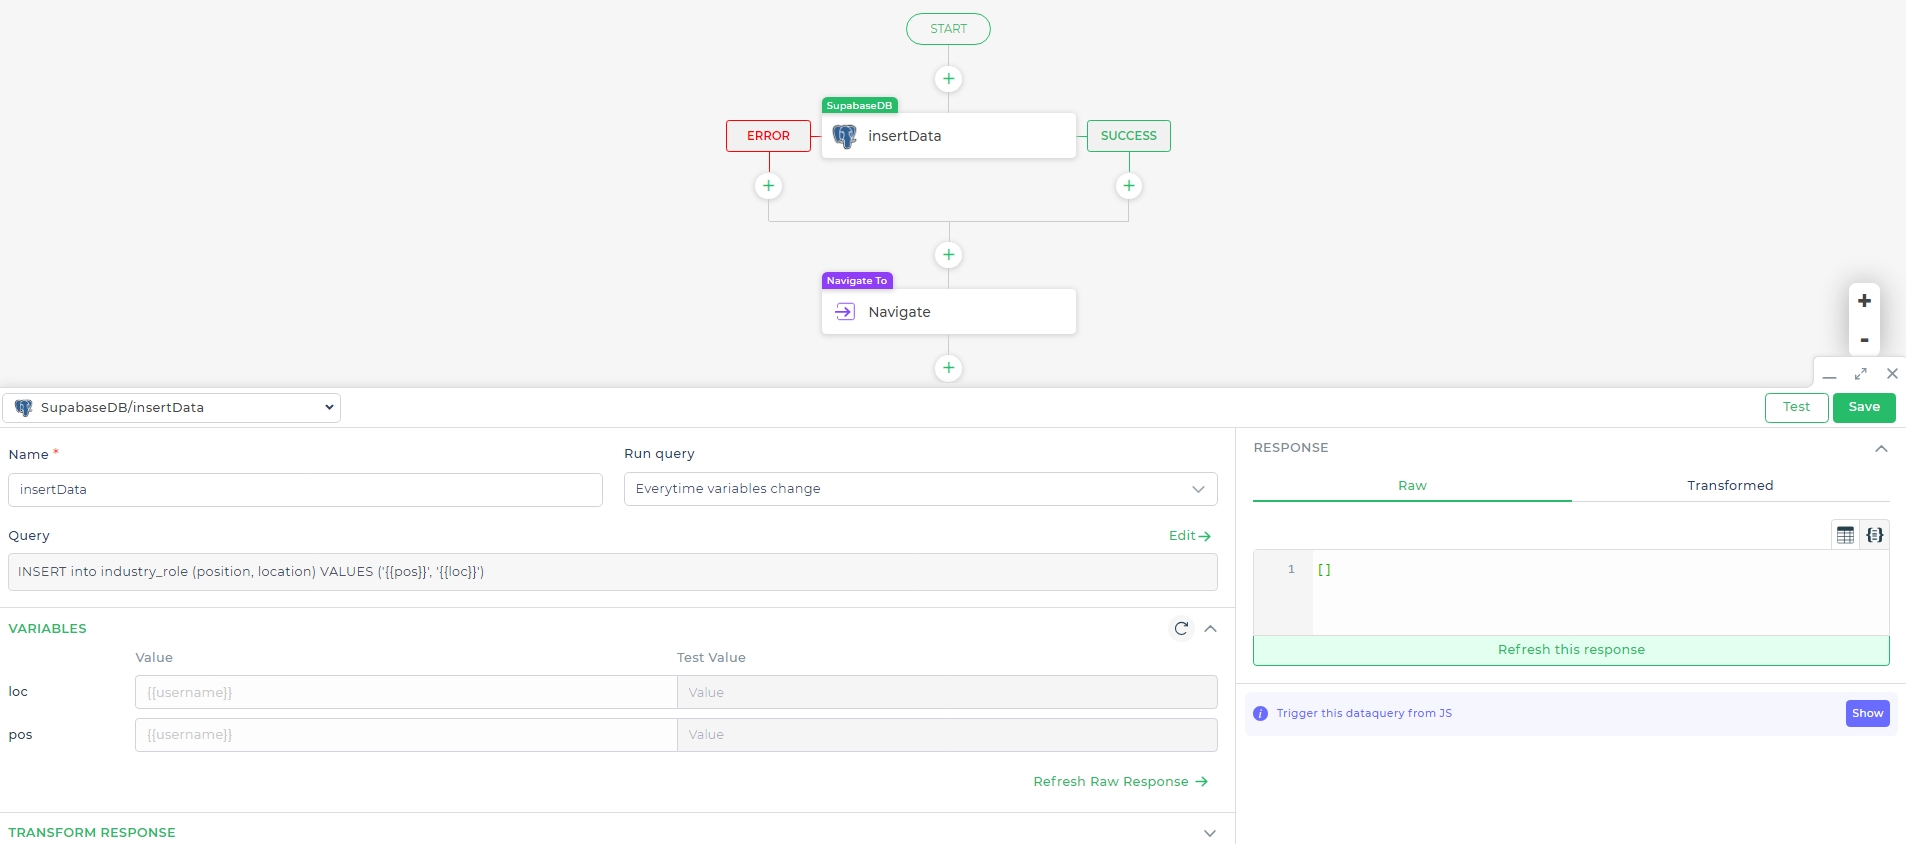 START
+
SupabaseDB
ERROR
insertData
SUCCESS
+
+
+
Navigate To
Navigate
+
-
+
SupabaseDB/insertData
Test
Save
Name *
Run query
insertData
Everytime variables change
Query
Edit→
INSERT into industry_role (position, location) VALUES ('{{pos}}', '{{loc}}')
VARIABLES
Value
Test Value
loc
{{username}}
Value
pos
{{username}}
Value
Refresh Raw Response →
TRANSFORM RESPONSE
RESPONSE
Raw
Transformed
1
[]
Refresh this response
i Trigger this dataquery from JS
Show